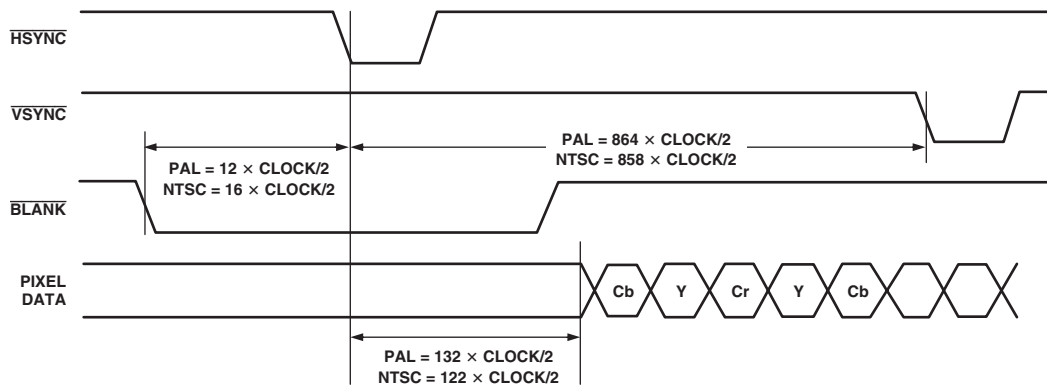 HSYNC
VSYNC
PAL = 864 × CLOCK/2
NTSC = 858 × CLOCK/2
PAL = 12 × CLOCK/2
NTSC = 16 × CLOCK/2
BLANK
PIXEL
DATA
Cb Y Cr Y Cb
PAL = 132 × CLOCK/2
NTSC = 122 × CLOCK/2